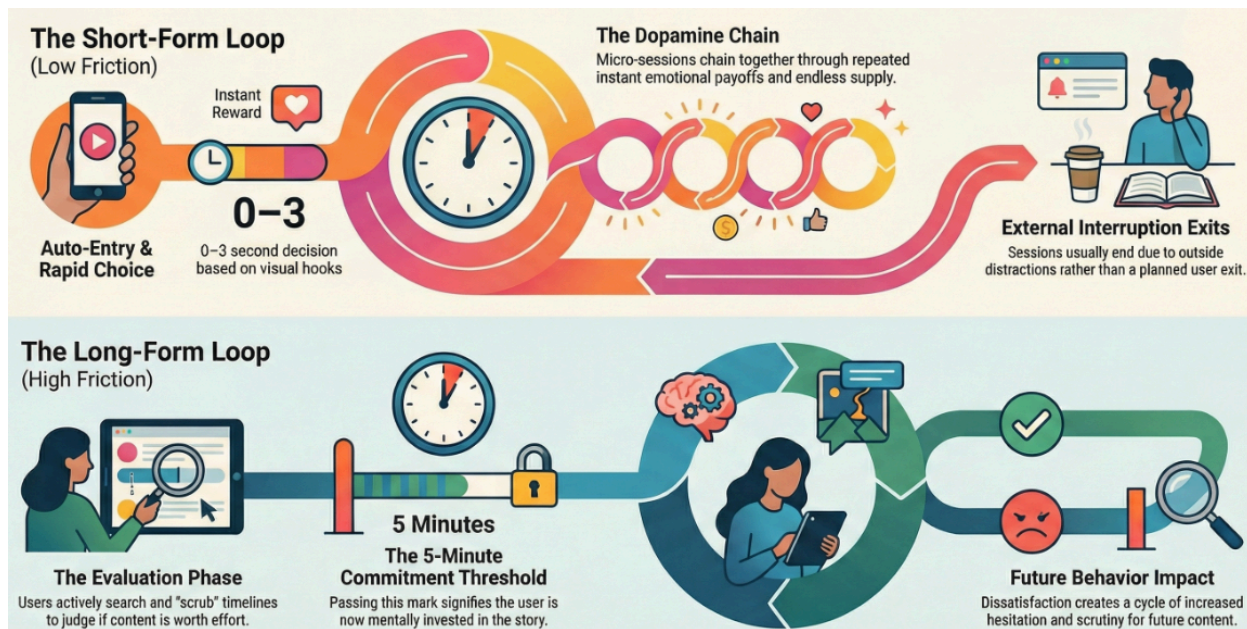 The Short-Form Loop
(Low Friction)
Instant
Reward
Auto-Entry &
Rapid Choice
0–3
0–3 second decision
based on visual hooks
The Dopamine Chain
Micro-sessions chain together through repeated
instant emotional payoffs and endless supply.
$
External Interruption Exits
Sessions usually end due to outside
distractions rather than a planned user exit.
The Long-Form Loop
(High Friction)
The Evaluation Phase
Users actively search and "scrub" timelines
to judge if content is worth effort.
5 Minutes
The 5-Minute
Commitment Threshold
Passing this mark signifies the user is
now mentally invested in the story.
Future Behavior Impact
Dissatisfaction creates a cycle of increased
hesitation and scrutiny for future content.